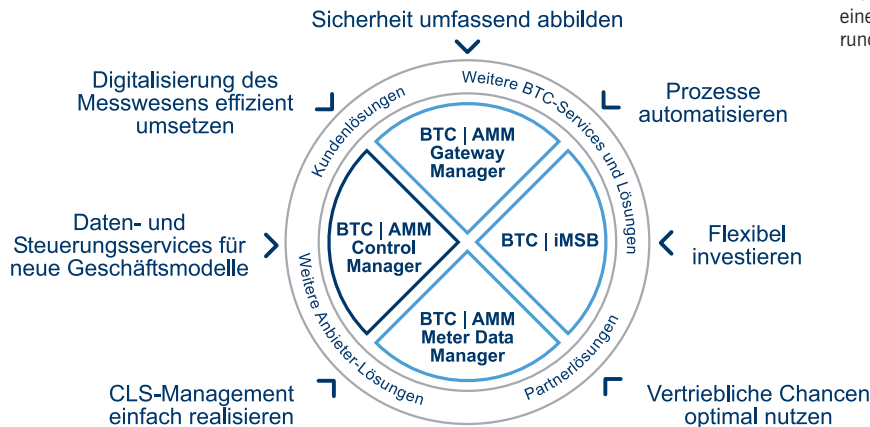 Sicherheit umfassend abbilden
eine
rund
Digitalisierung des
Messwesens effizient
umsetzen
Prozesse
automatisieren
Kundenlösungen
Weitere BTC-Services und Lösungen
BTC | AMM
Gateway
Manager
Daten- und
Steuerungsservices für
neue Geschäftsmodelle
BTC | AMM
Control
Manager
BTC | iMSB
Flexibel
investieren
BTC | AMM
Meter Data
Manager
Weitere Anbieter-Lösungen
Partnerlösungen
CLS-Management
einfach realisieren
Vertriebliche Chancen
optimal nutzen